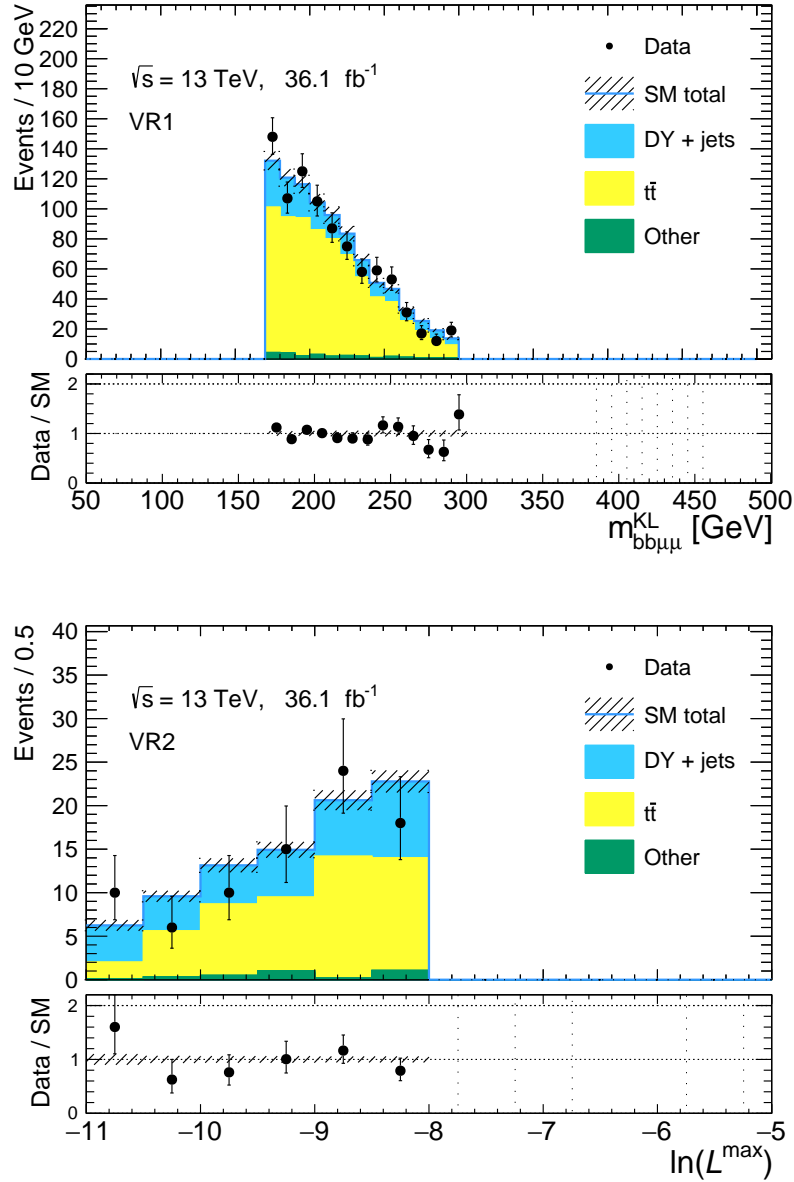 Events / 10 GeV
220
200
180
160
140
120
100
80
60
40
20
0
√s = 13 TeV, 36.1 fb⁻¹
VR1
Data
SM total
DY + jets
tt̄
Other
Data / SM
2
1
0
50 100 150 200 250 300 350 400 450 500
m^KL_bbμμ [GeV]
Events / 0.5
40
35
30
25
20
15
10
5
0
√s = 13 TeV, 36.1 fb⁻¹
VR2
Data
SM total
DY + jets
tt̄
Other
Data / SM
2
1
0
−11 −10 −9 −8 −7 −6 −5
ln(L^max)